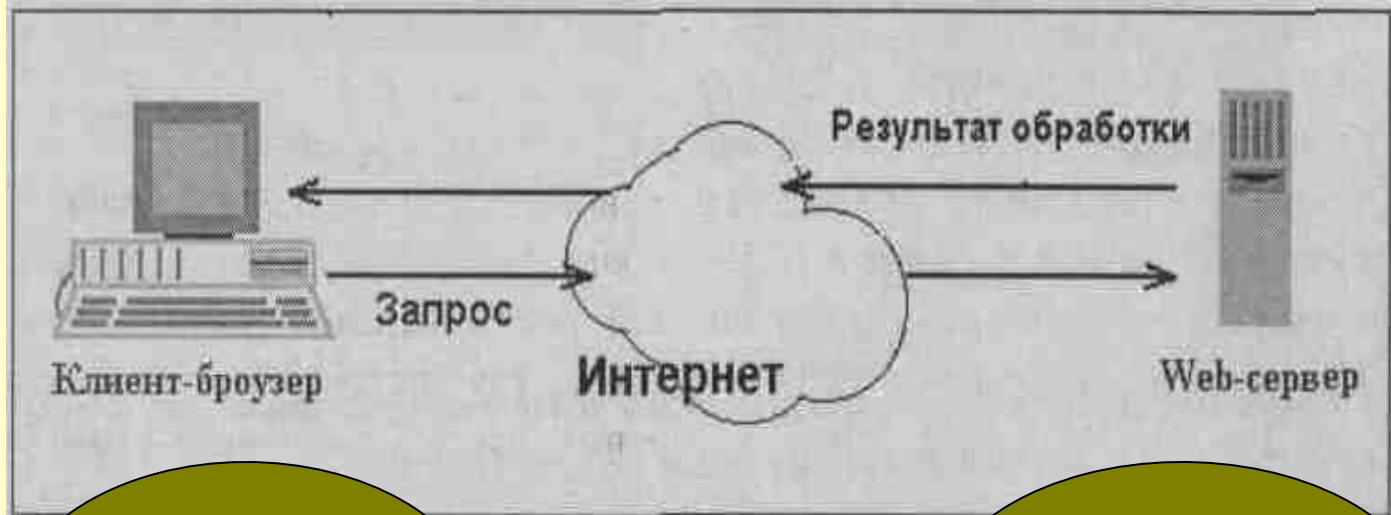 Результат обработки
Запрос
Клиент-броузер
Интернет
Web-сервер